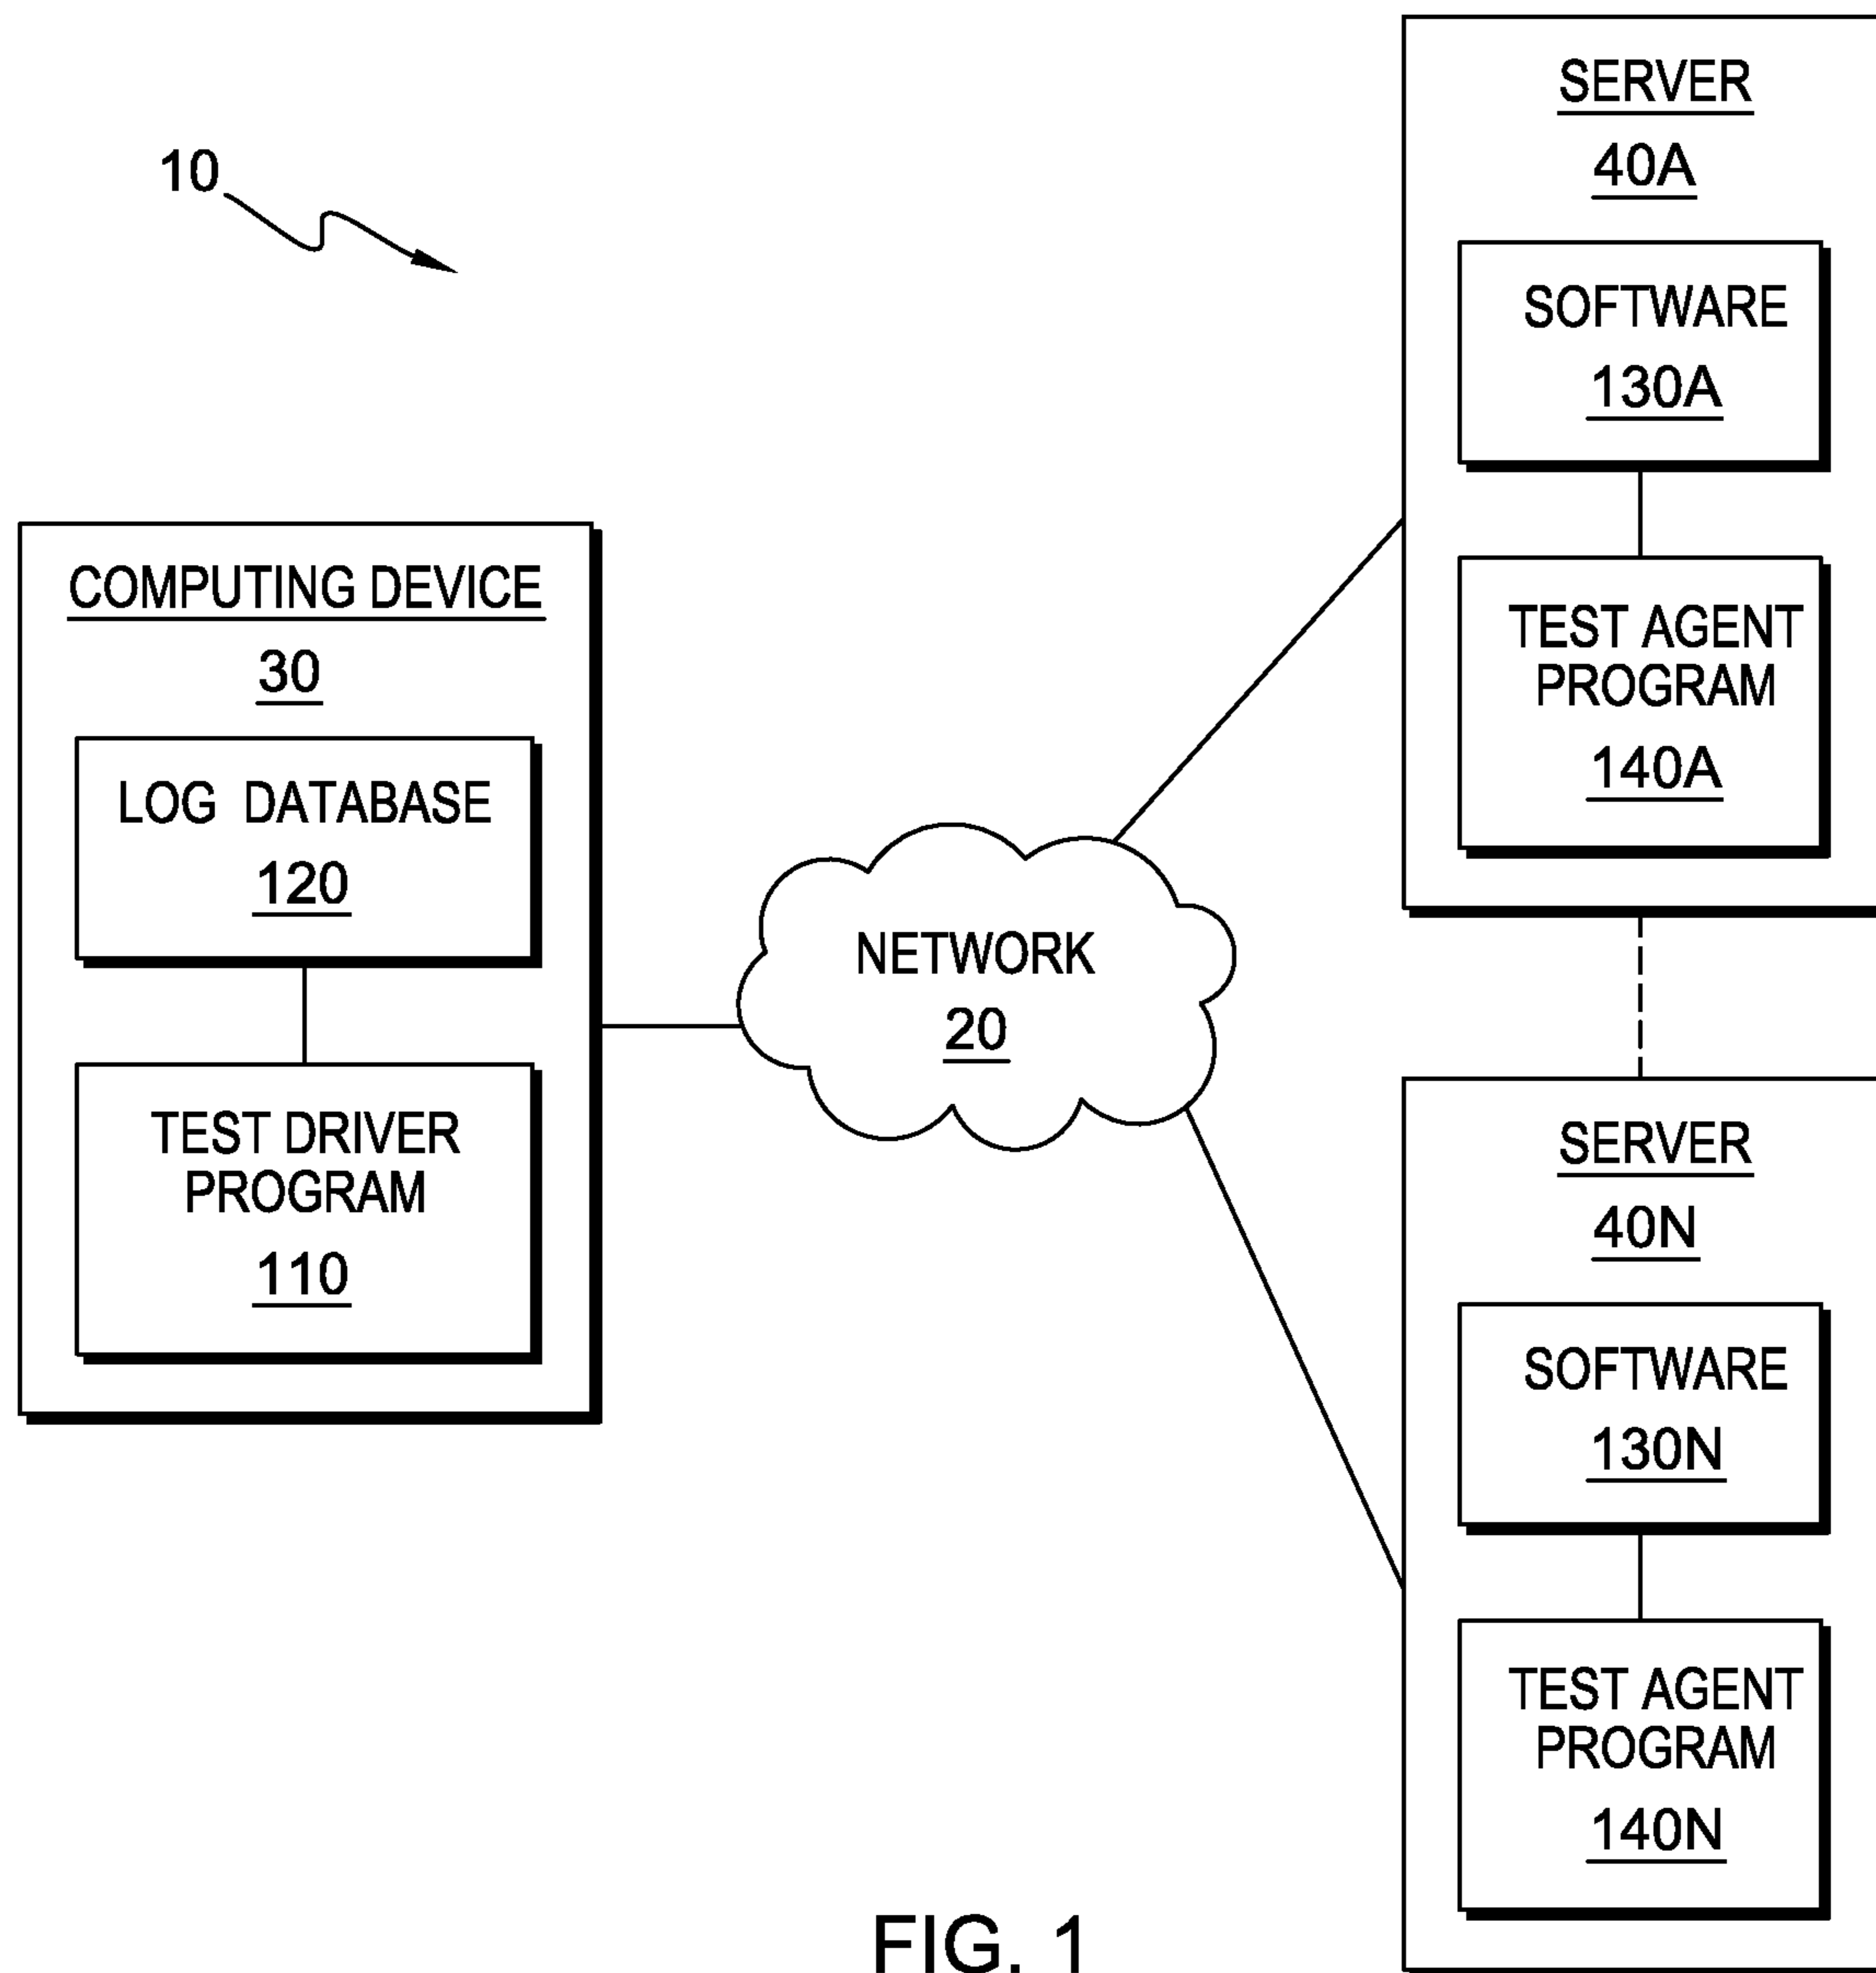 10
COMPUTING DEVICE
30
LOG DATABASE
120
TEST DRIVER
PROGRAM
110
NETWORK
20
SERVER
40A
SOFTWARE
130A
TEST AGENT
PROGRAM
140A
SERVER
40N
SOFTWARE
130N
TEST AGENT
PROGRAM
140N
FIG. 1